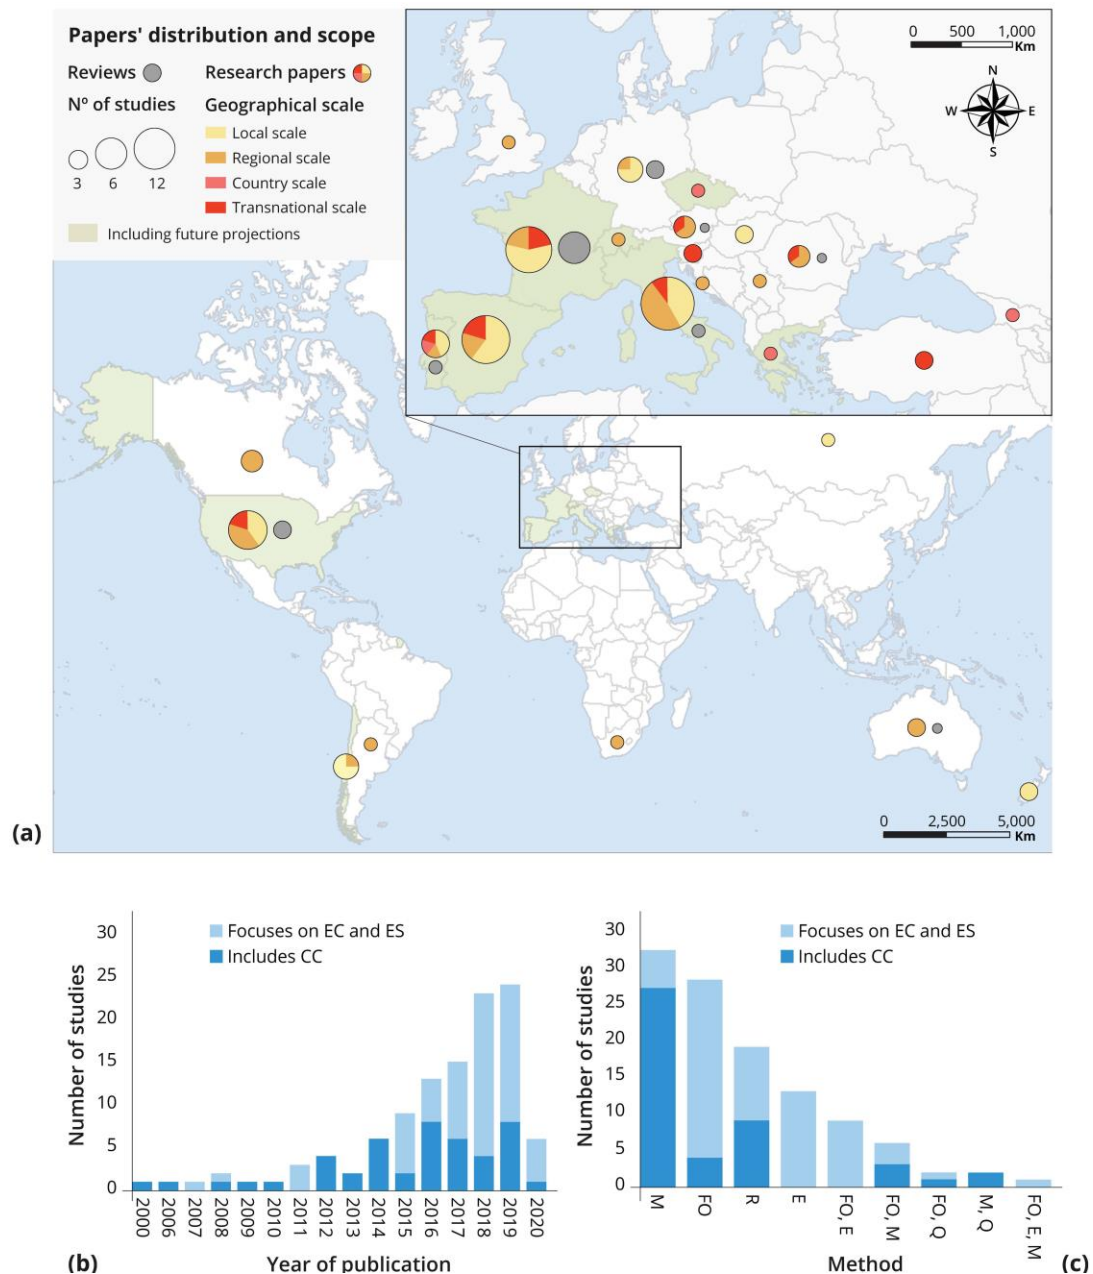 Papers' distribution and scope
Reviews Research papers
Nº of studies Geographical scale
Local scale
Regional scale
Country scale
Transnational scale
3 6 12
Including future projections
0 500 1,000
Km
N
W E
S
0 2,500 5,000
Km
(a)
Focuses on EC and ES
Includes CC
Number of studies
30
25
20
15
10
5
0
2000 2006 2007 2008 2009 2010 2011 2012 2013 2014 2015 2016 2017 2018 2019 2020
Year of publication
(b)
Focuses on EC and ES
Includes CC
Number of studies
30
30
25
20
15
10
5
0
M FO R E FO, E FO, M FO, Q M, Q FO, E, M
Method
(c)